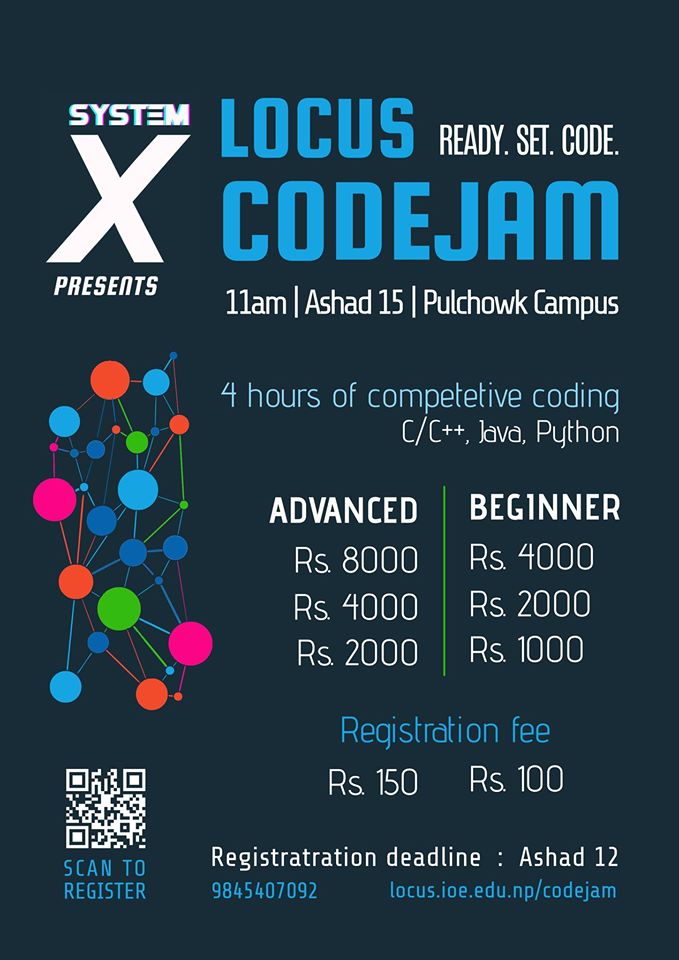 SYSTEM
X
PRESENTS
LOCUS
READY. SET. CODE.
CODEJAM
11am | Ashad 15 | Pulchowk Campus
4 hours of competetive coding
C/C++, Java, Python
ADVANCED
Rs. 8000
Rs. 4000
Rs. 2000
BEGINNER
Rs. 4000
Rs. 2000
Rs. 1000
Registration fee
Rs. 150
Rs. 100
SCAN TO
REGISTER
Registratration deadline : Ashad 12
9845407092
locus.ioe.edu.np/codejam